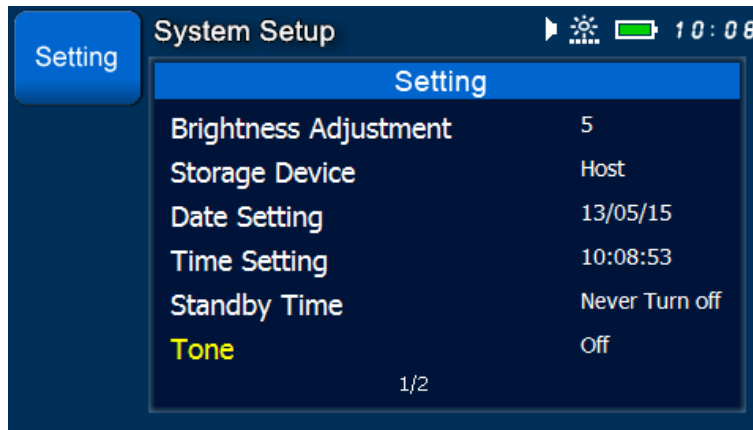 System Setup 10:08
Setting
Setting
Brightness Adjustment 5
Storage Device Host
Date Setting 13/05/15
Time Setting 10:08:53
Standby Time Never Turn off
Tone Off
1/2